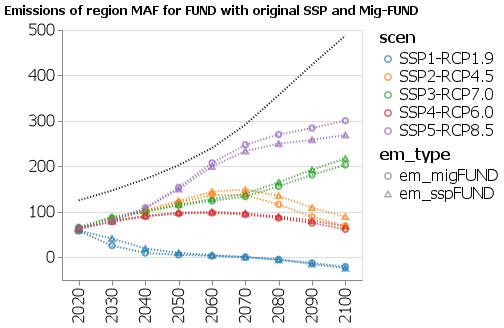 Emissions of region MAF for FUND with original SSP and Mig-FUND
500
400
300
200
100
0
2020
2030
2040
2050
2060
2070
2080
2090
2100
scen
SSP1-RCP1.9
SSP2-RCP4.5
SSP3-RCP7.0
SSP4-RCP6.0
SSP5-RCP8.5
em_type
em_migFUND
em_sspFUND